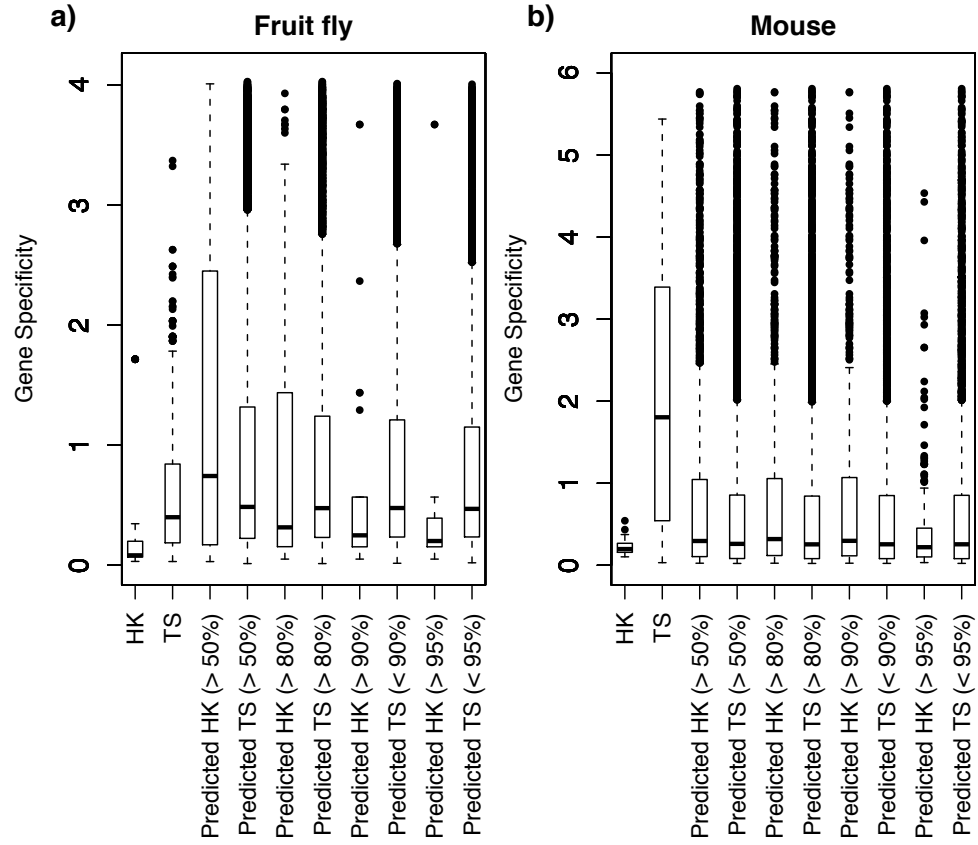 a)
Fruit fly
Gene Specificity
4
3
2
1
0
HK
TS
Predicted HK (> 50%)
Predicted TS (> 50%)
Predicted HK (> 80%)
Predicted TS (> 80%)
Predicted HK (> 90%)
Predicted TS (< 90%)
Predicted HK (> 95%)
Predicted TS (< 95%)
b)
Mouse
Gene Specificity
6
5
4
3
2
1
0
HK
TS
Predicted HK (> 50%)
Predicted TS (> 50%)
Predicted HK (> 80%)
Predicted TS (> 80%)
Predicted HK (> 90%)
Predicted TS (< 90%)
Predicted HK (> 95%)
Predicted TS (< 95%)